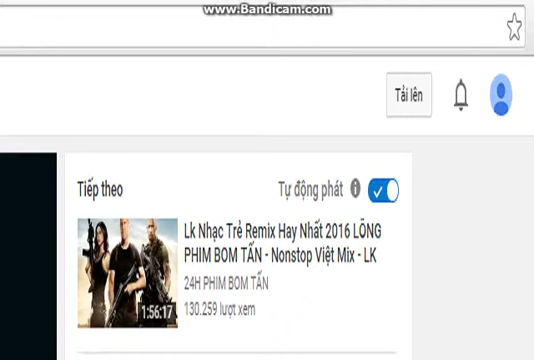 www.Bandicam.com
Tải lên
Tiếp theo
Tự động phát
Lk Nhạc Trẻ Remix Hay Nhất 2016 LỒNG
PHIM BOM TẤN - Nonstop Việt Mix - LK
24H PHIM BOM TẤN
130.259 lượt xem
1:56:17